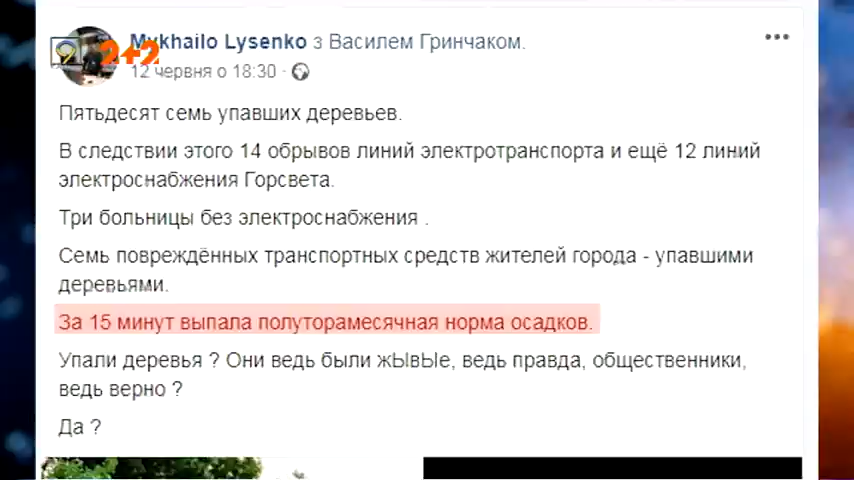 Mykhailo Lysenko з Василем Гринчаком.
2+2
12 червня о 18:30 ·
Пятьдесят семь упавших деревьев.
В следствии этого 14 обрывов линий электротранспорта и ещё 12 линий
электроснабжения Горсвета.
Три больницы без электроснабжения .
Семь повреждённых транспортных средств жителей города - упавшими
деревьями.
За 15 минут выпала полуторамесячная норма осадков.
Упали деревья ? Они ведь были жЫвЫе, ведь правда, общественники,
ведь верно ?
Да ?